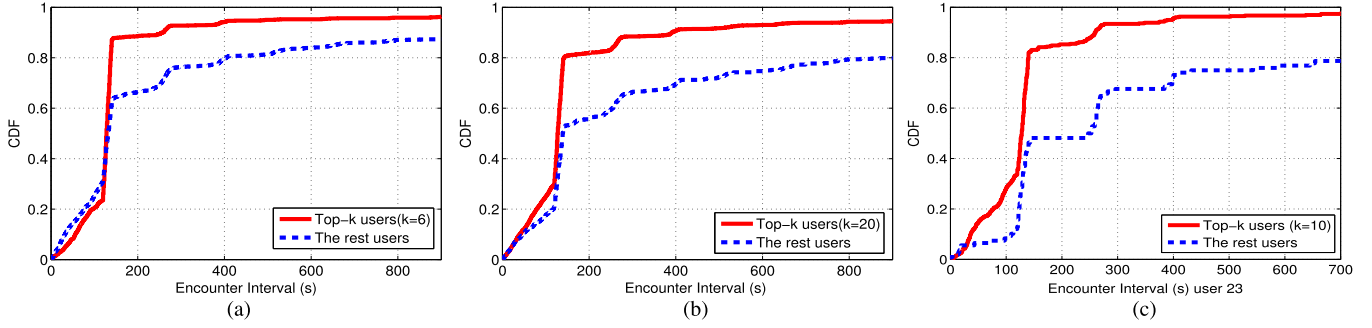 CDF
1
0.8
0.6
0.4
0.2
0
0 200 400 600 800
Top-k users(k=6)
The rest users
Encounter Interval (s)
(a)
CDF
1
0.8
0.6
0.4
0.2
0
0 200 400 600 800
Top-k users(k=20)
The rest users
Encounter Interval (s)
(b)
CDF
1
0.8
0.6
0.4
0.2
0
0 100 200 300 400 500 600 700
Top-k users (k=10)
The rest users
Encounter Interval (s) user 23
(c)